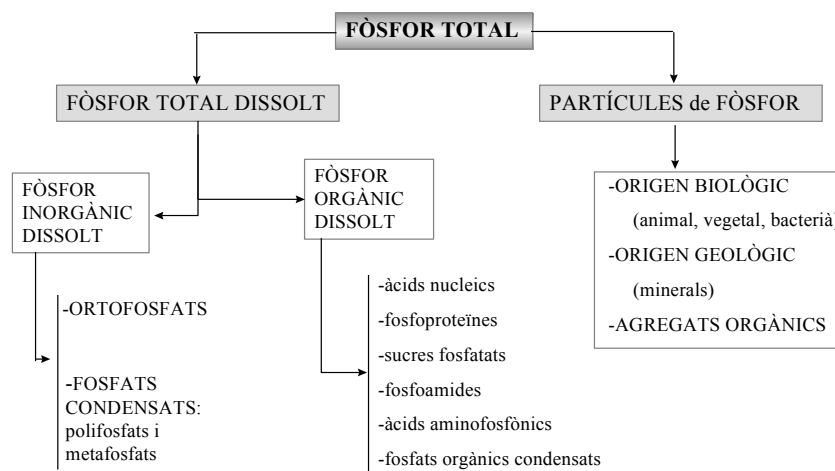 FÒSFOR TOTAL
FÒSFOR TOTAL DISSOLT
PARTÍCULES de FÒSFOR
FÒSFOR
INORGÀNIC
DISSOLT
FÒSFOR
ORGÀNIC
DISSOLT
-ORIGEN BIOLÒGIC
(animal, vegetal, bacterià)
-ORIGEN GEOLÒGIC
(minerals)
-AGREGATS ORGÀNICS
-ORTOFOSFATS
-FOSFATS
CONDENSATS:
polifosfats i
metafosfats
-àcids nucleics
-fosfoproteïnes
-sucres fosfatats
-fosfoamides
-àcids aminofosfònics
-fosfats orgànics condensats